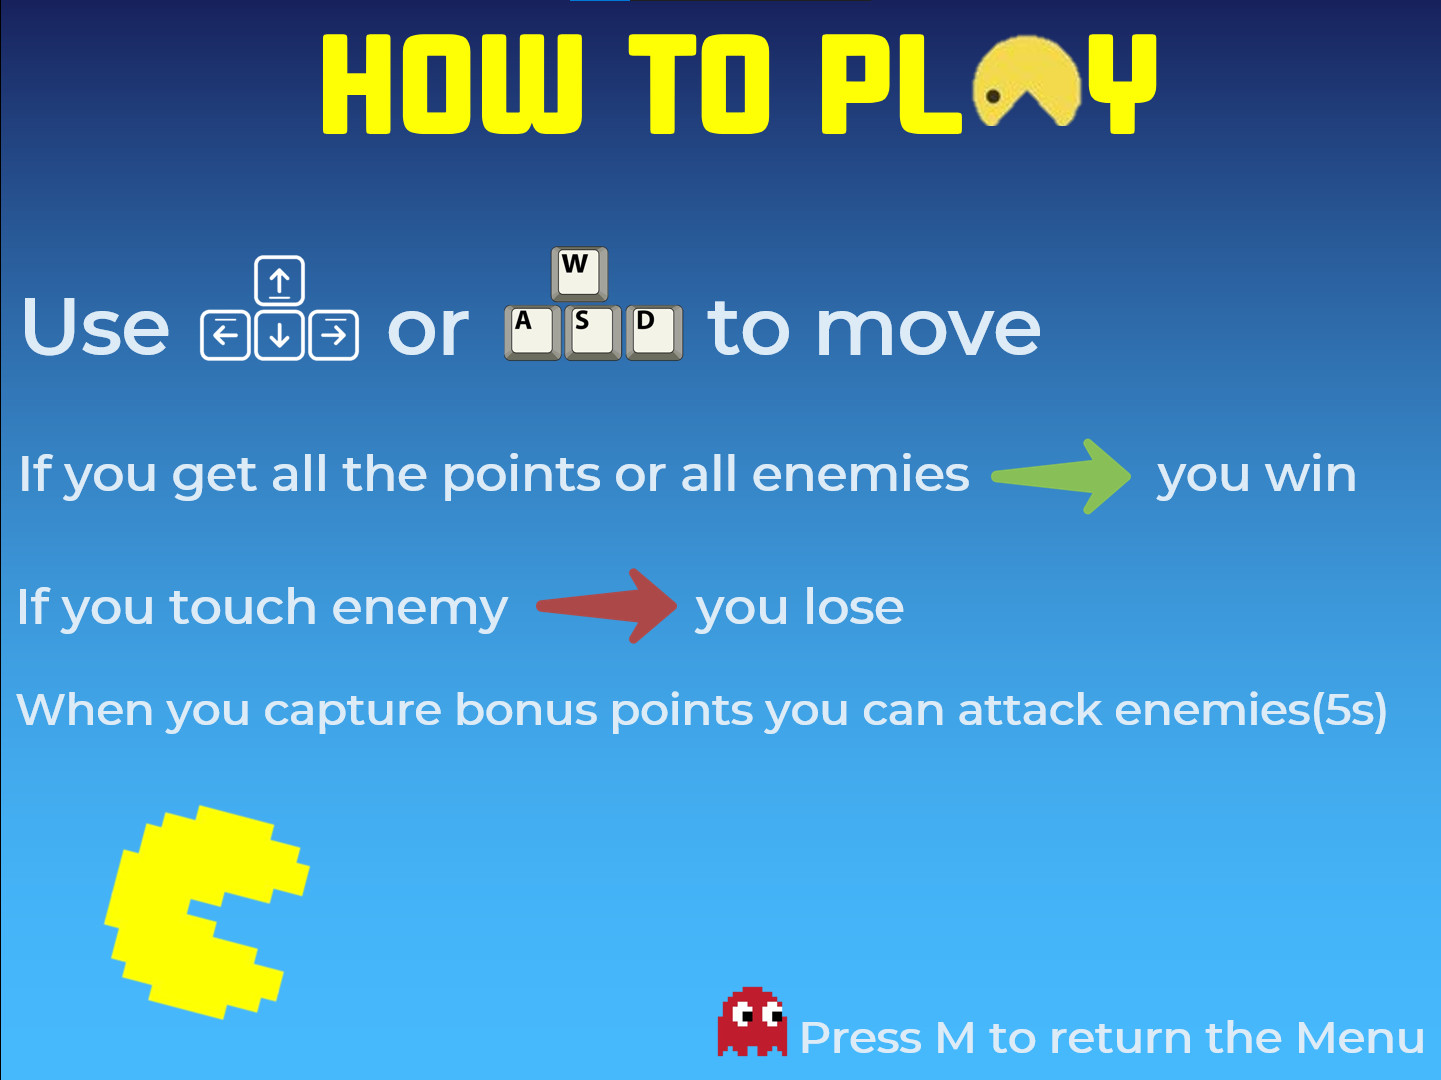 HOW TO PLAY
W
Use or A S D to move
If you get all the points or all enemies you win
If you touch enemy you lose
When you capture bonus points you can attack enemies(5s)
Press M to return the Menu